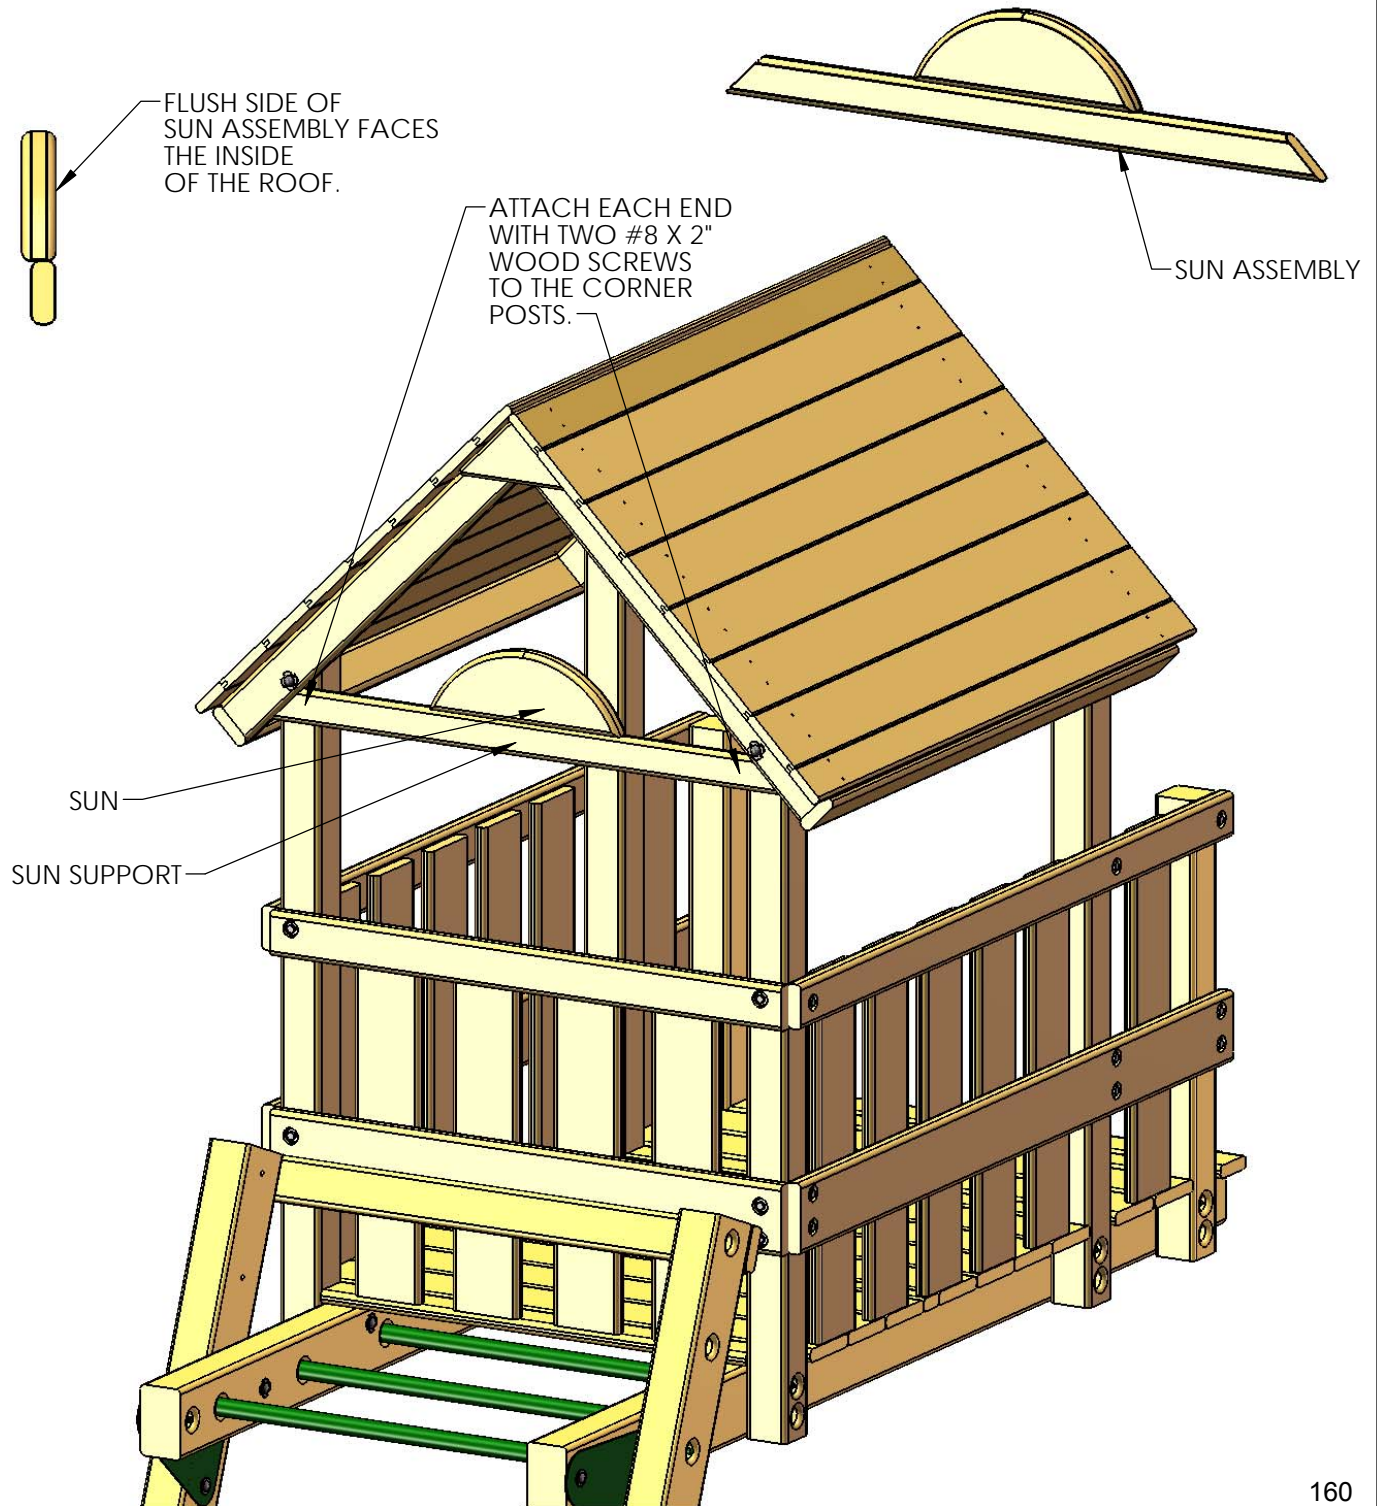 FLUSH SIDE OF
SUN ASSEMBLY FACES
THE INSIDE
OF THE ROOF.
ATTACH EACH END
WITH TWO #8 X 2"
WOOD SCREWS
TO THE CORNER
POSTS.
SUN ASSEMBLY
SUN
SUN SUPPORT
160